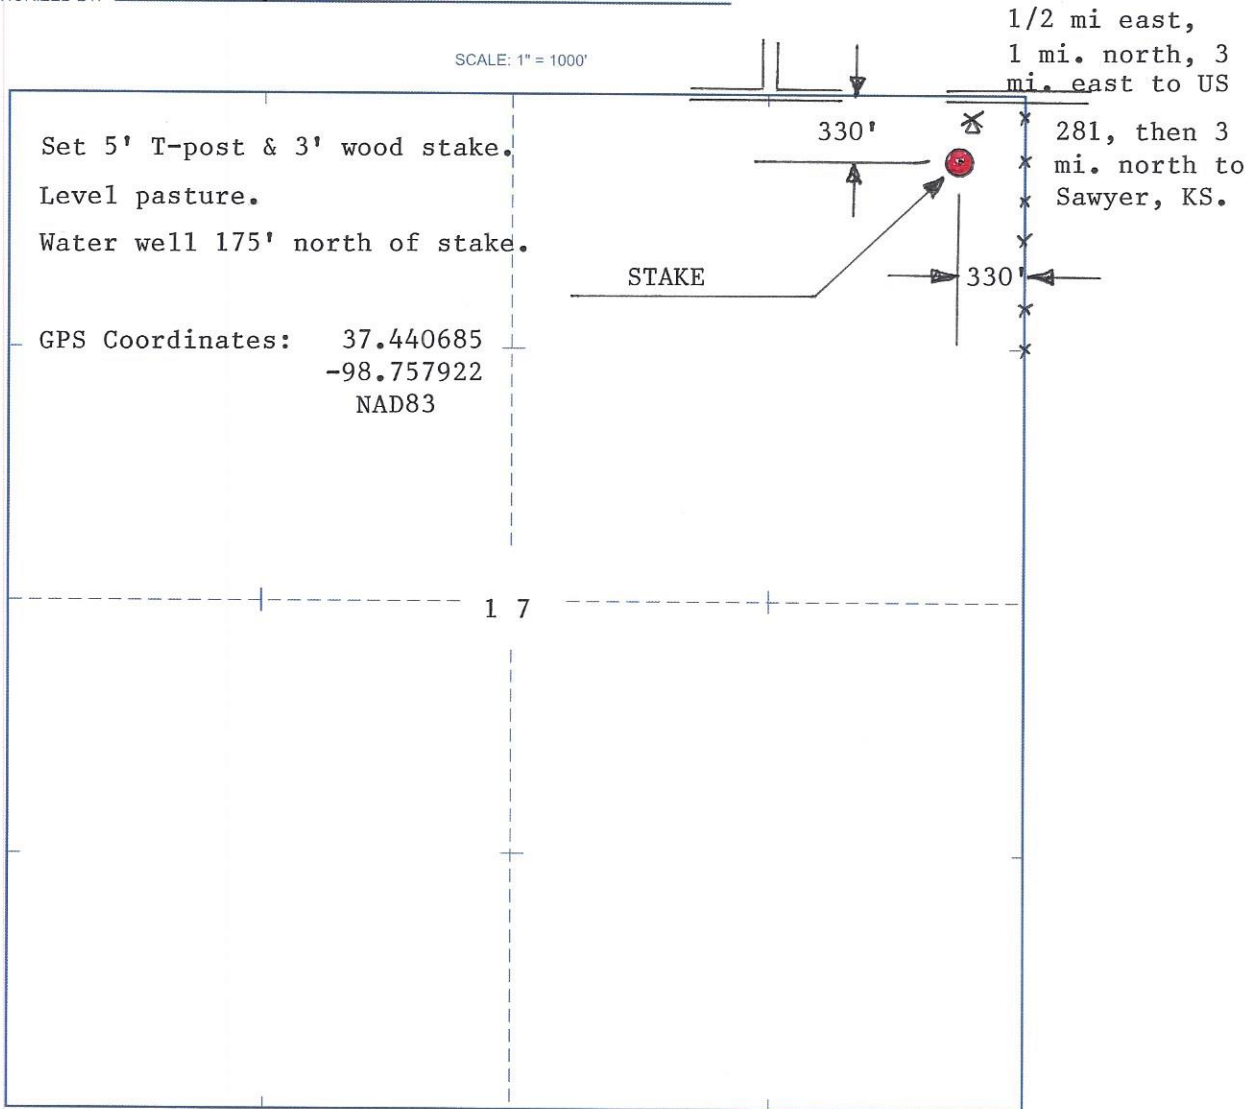 SCALE: 1" = 1000'
1/2 mi east,
1 mi. north, 3
mi. east to US
281, then 3
mi. north to
Sawyer, KS.
Set 5' T-post & 3' wood stake.
Level pasture.
Water well 175' north of stake.
330'
STAKE
330'
GPS Coordinates: 37.440685
-98.757922
NAD83
1 7